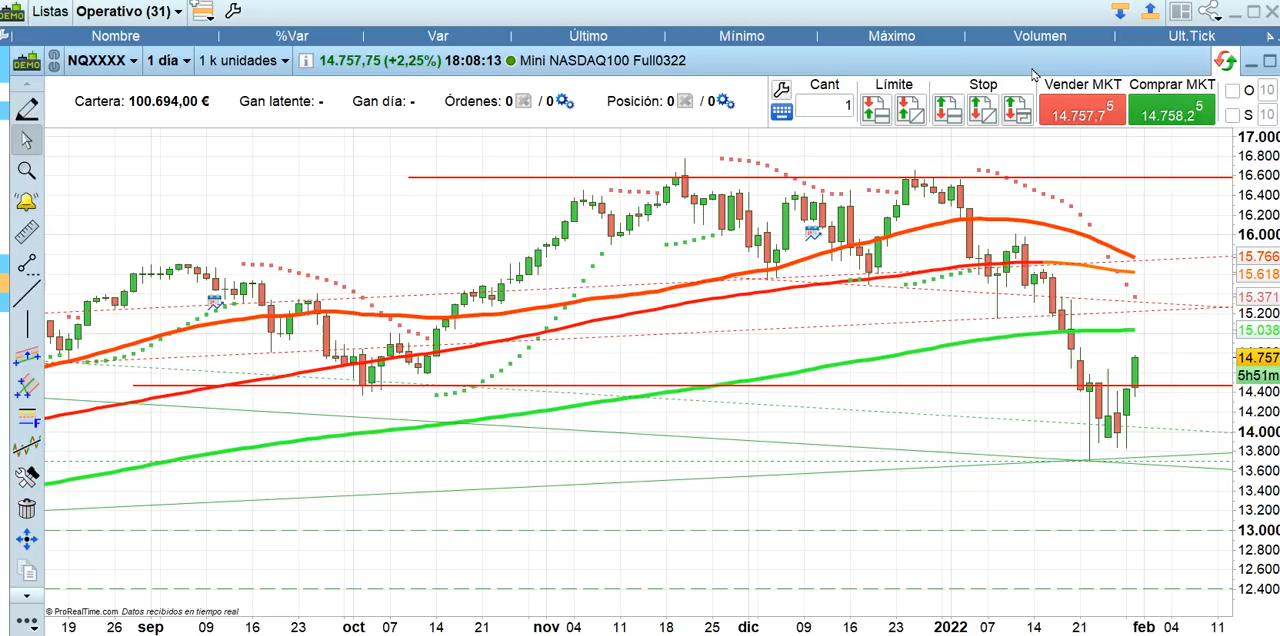 DEMO Listas Operativo (31)
Nombre %Var Var Último Mínimo Máximo Volumen Ult.Tick
DEMO NQXXXX 1 día 1 k unidades 14.757,75 (+2,25%) 18:08:13 Mini NASDAQ100 Full0322
Cant Límite Stop Vender MKT Comprar MKT O 10
Cartera: 100.694,00 € Gan latente: - Gan día: - Órdenes: 0 / 0 Posición: 0 / 0
1 14.757,7 5 14.758,2 5 S 10
17.000
16.800
16.600
16.400
16.200
16.000
15.766
15.618
15.371
15.200
15.038
14.757
5h51m
14.400
14.200
14.000
13.800
13.600
13.400
13.200
13.000
12.800
12.600
12.400
F
© ProRealTime.com Datos recibidos en tiempo real
19 26 sep 09 16 23 oct 07 14 21 nov 04 11 18 25 dic 09 16 23 2022 07 14 21 feb 04 11